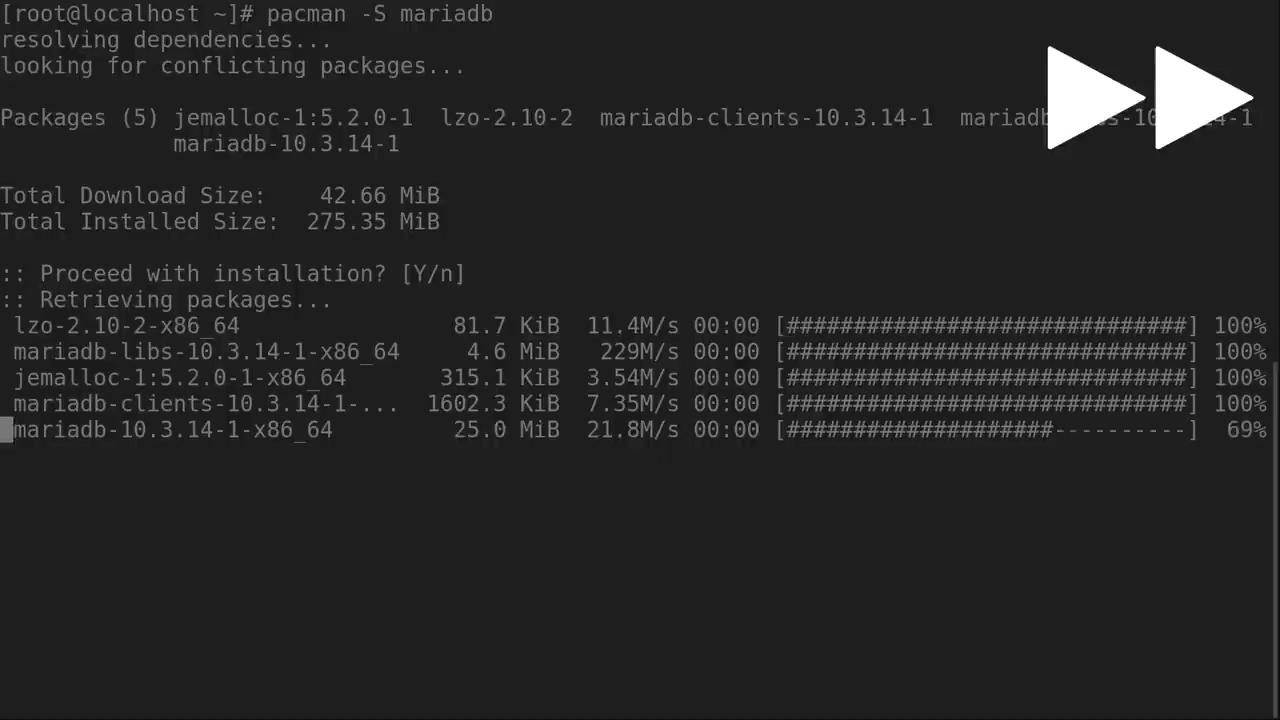 [root@localhost ~]# pacman -S mariadb
resolving dependencies...
looking for conflicting packages...
Packages (5) jemalloc-1:5.2.0-1  lzo-2.10-2  mariadb-clients-10.3.14-1
mariadb-10.3.14-1
Total Download Size:    42.66 MiB
Total Installed Size:  275.35 MiB
:: Proceed with installation? [Y/n]
:: Retrieving packages...
lzo-2.10-2-x86_64    81.7 KiB  11.4M/s 00:00 [##############################] 100%
mariadb-libs-10.3.14-1-x86_64    4.6 MiB   229M/s 00:00 [##############################] 100%
jemalloc-1:5.2.0-1-x86_64    315.1 KiB  3.54M/s 00:00 [##############################] 100%
mariadb-clients-10.3.14-1-...  1602.3 KiB  7.35M/s 00:00 [##############################] 100%
mariadb-10.3.14-1-x86_64    25.0 MiB  21.8M/s 00:00 [####################----------]  69%